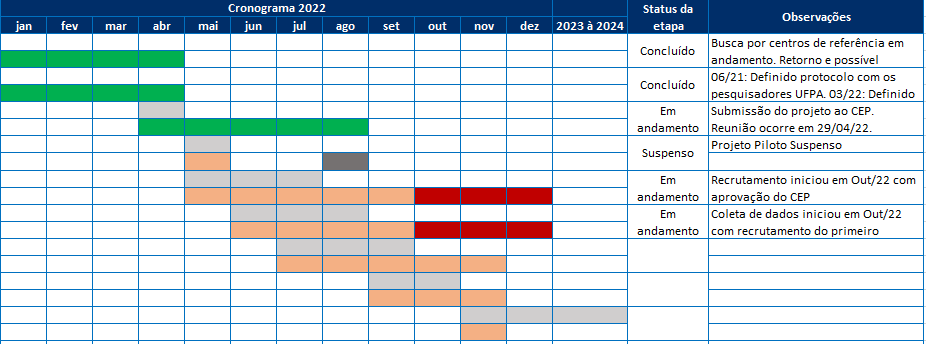 Cronograma 2022
Status da
etapa
Observações
jan fev mar abr mai jun jul ago set out nov dez 2023 à 2024
Concluído
Busca por centros de referência em
andamento. Retorno e possível
Concluído
06/21: Definido protocolo com os
pesquisadores UFPA. 03/22: Definido
Em
andamento
Submissão do projeto ao CEP.
Reunião ocorre em 29/04/22.
Suspenso
Projeto Piloto Suspenso
Em
andamento
Recrutamento iniciou em Out/22 com
aprovação do CEP
Em
andamento
Coleta de dados iniciou em Out/22
com recrutamento do primeiro